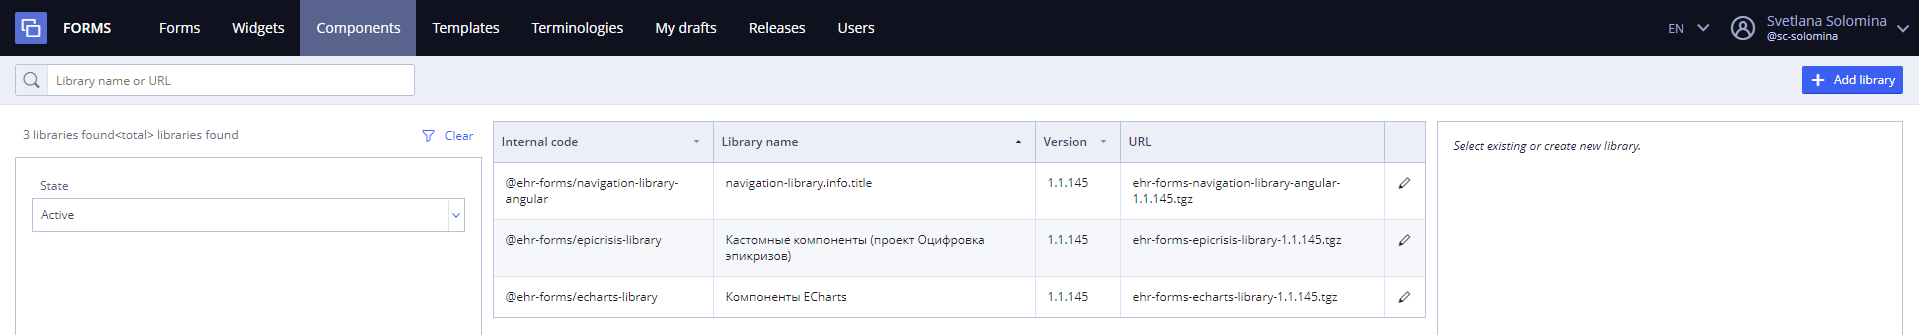 FORMS Forms Widgets Components Templates Terminologies My drafts Releases Users EN Svetlana Solomina
@sc-solomina
Library name or URL Add library
3 libraries found<total> libraries found Clear
State
Active
Internal code Library name Version URL
@ehr-forms/navigation-library-
angular
navigation-library.info.title
1.1.145
ehr-forms-navigation-library-angular-
1.1.145.tgz
@ehr-forms/epicrisis-library
Кастомные компоненты (проект Оцифровка
эпикризов)
1.1.145
ehr-forms-epicrisis-library-1.1.145.tgz
@ehr-forms/echarts-library
Компоненты ECharts
1.1.145
ehr-forms-echarts-library-1.1.145.tgz
Select existing or create new library.